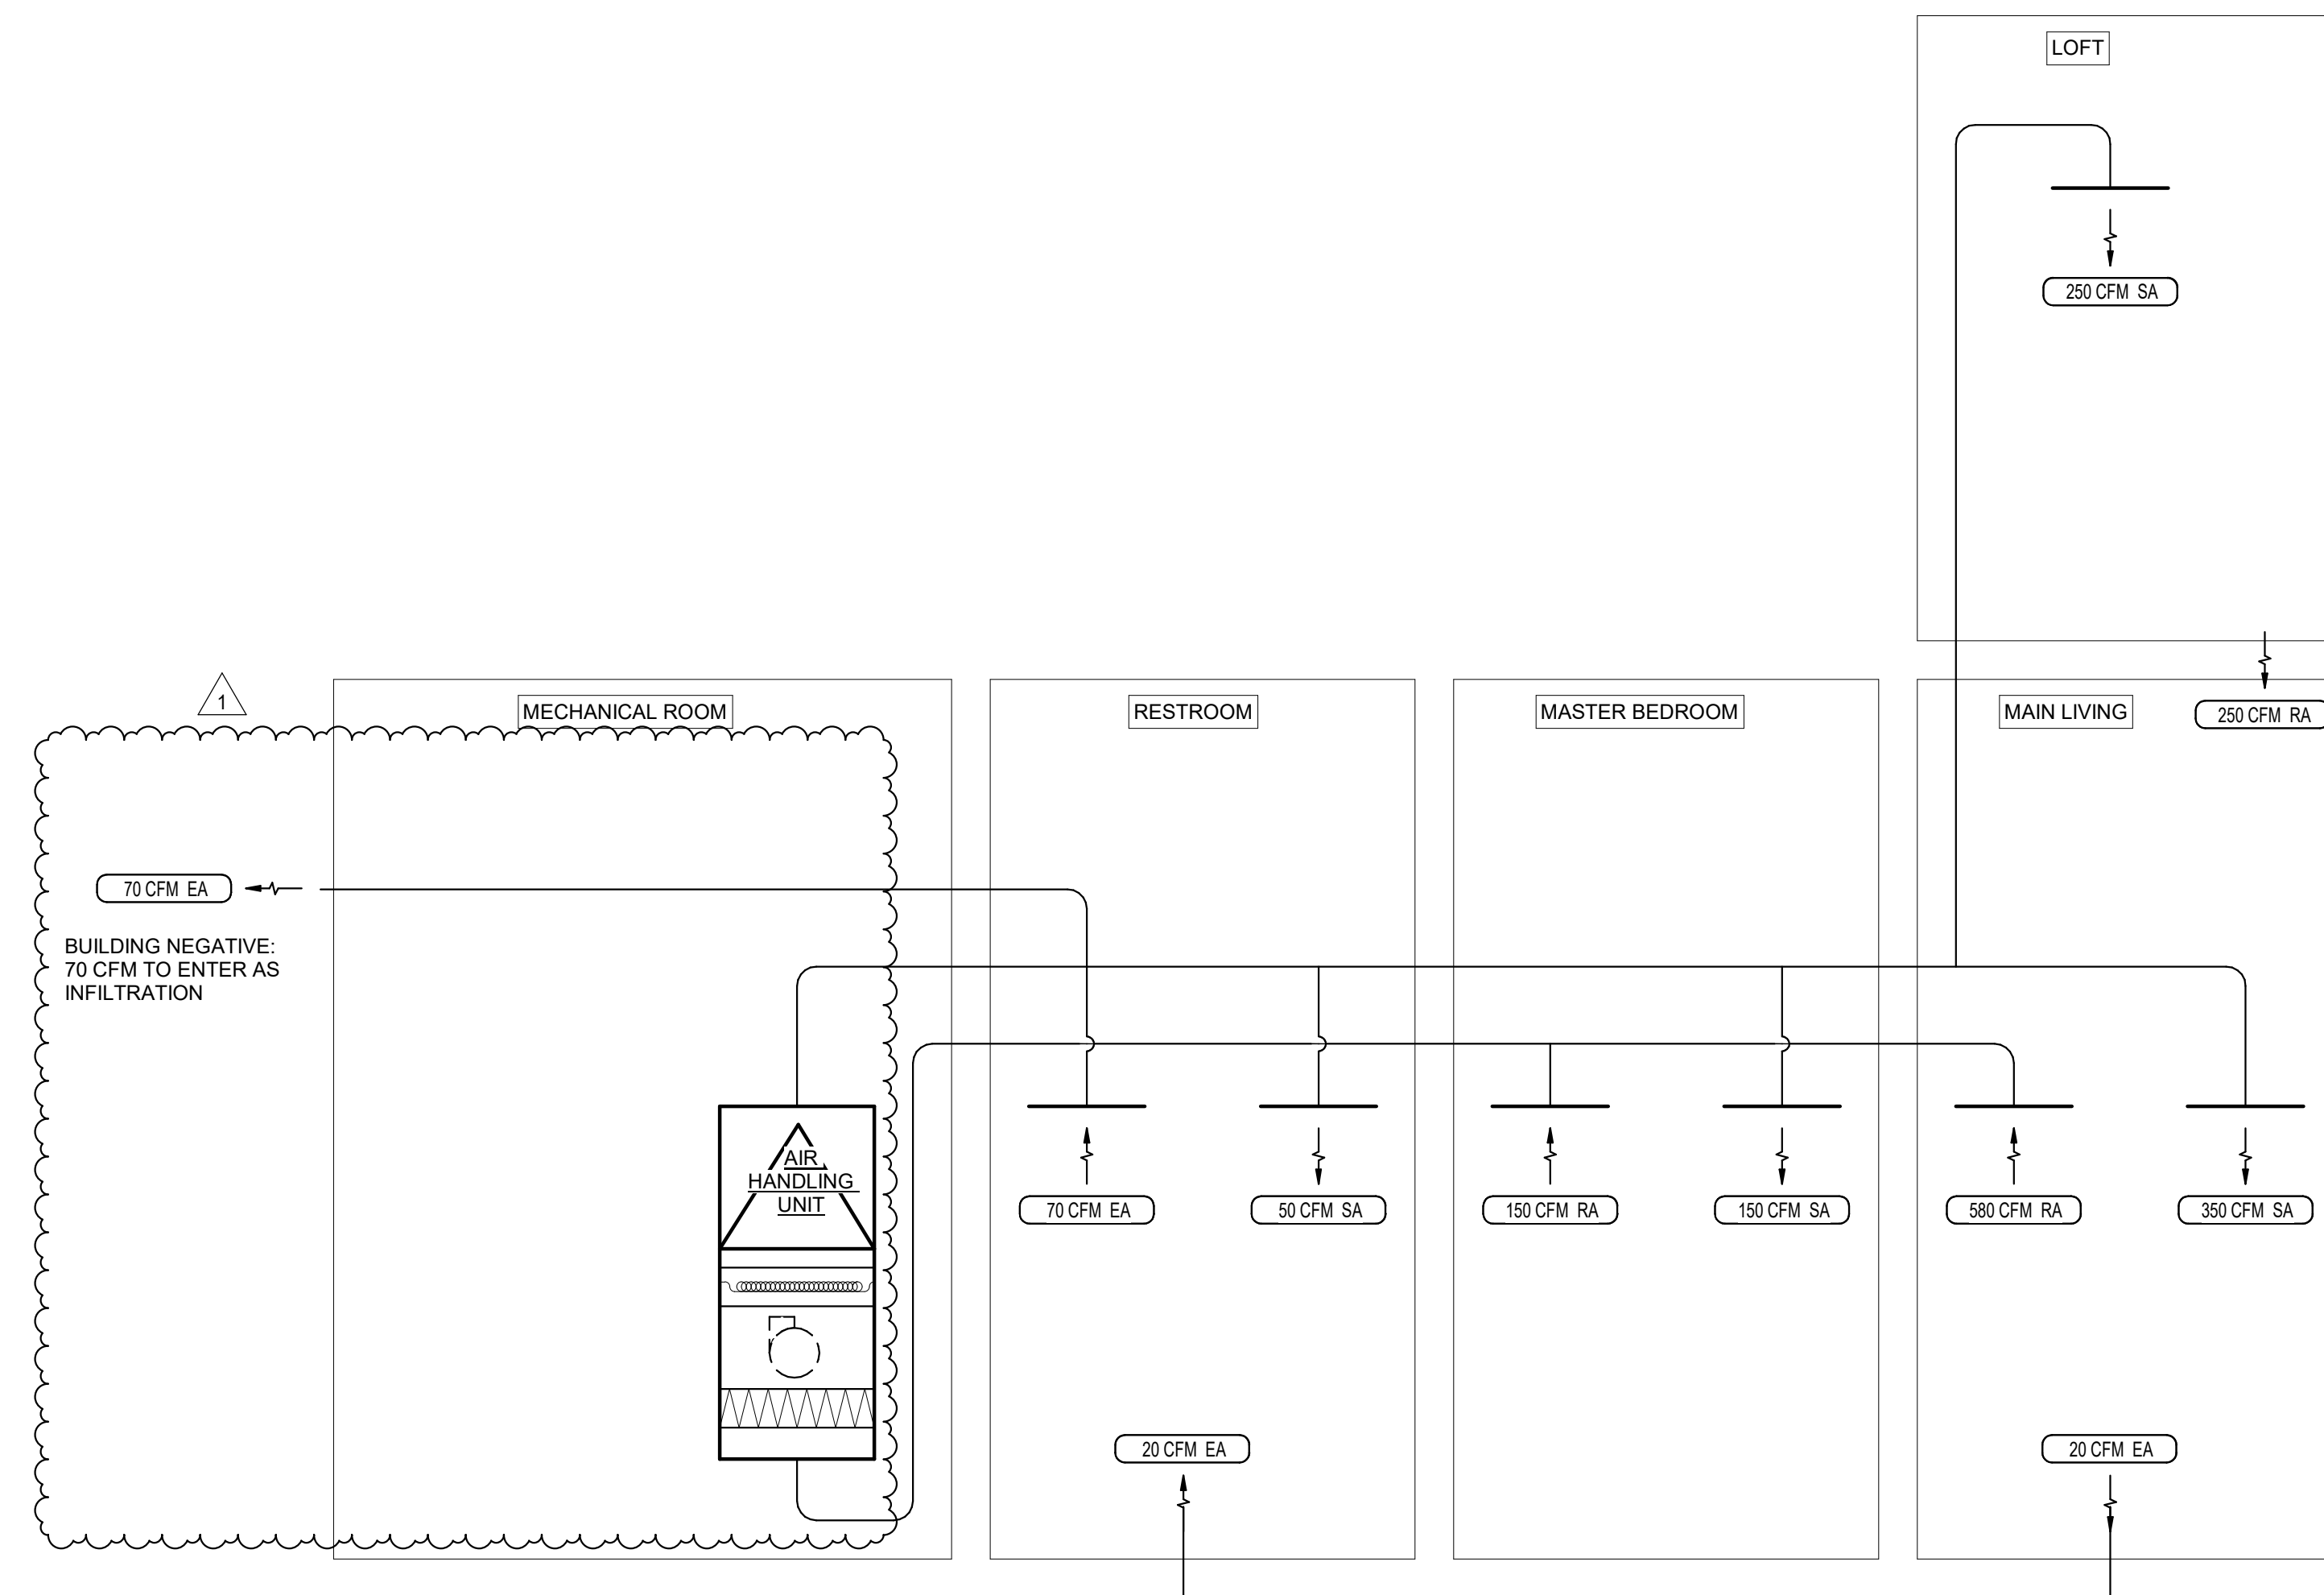 LOFT
250 CFM SA
1
MECHANICAL ROOM
RESTROOM
MASTER BEDROOM
MAIN LIVING
250 CFM RA
70 CFM EA
BUILDING NEGATIVE:
70 CFM TO ENTER AS
INFILTRATION
AIR
HANDLING
UNIT
70 CFM EA
50 CFM SA
150 CFM RA
150 CFM SA
580 CFM RA
350 CFM SA
20 CFM EA
20 CFM EA